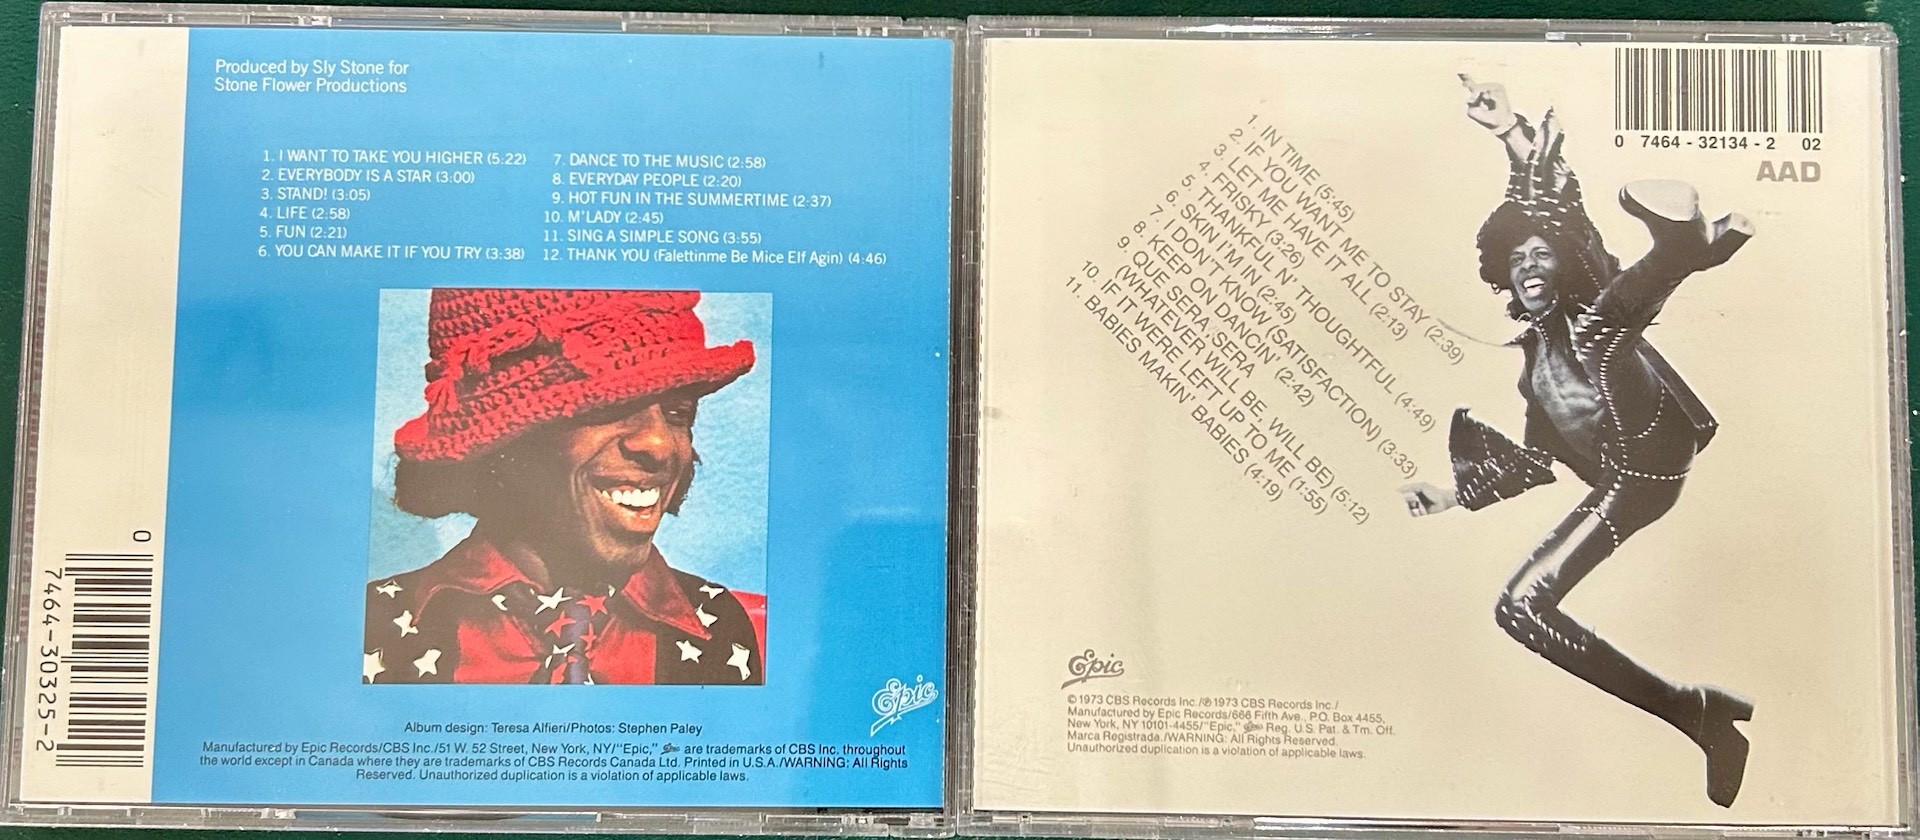 Produced by Sly Stone for
Stone Flower Productions
1. I WANT TO TAKE YOU HIGHER (5:22)
2. EVERYBODY IS A STAR (3:00)
3. STAND! (3:05)
4. LIFE (2:58)
5. FUN (2:21)
6. YOU CAN MAKE IT IF YOU TRY (3:38)
7. DANCE TO THE MUSIC (2:58)
8. EVERYDAY PEOPLE (2:20)
9. HOT FUN IN THE SUMMERTIME (2:37)
10. M'LADY (2:45)
11. SING A SIMPLE SONG (3:55)
12. THANK YOU (Falettinme Be Mice Elf Agin) (4:46)
0 7464-30325-2
Epic
Album design: Teresa Alfieri/Photos: Stephen Paley
Manufactured by Epic Records/CBS Inc./51 W. 52 Street, New York, NY/"Epic," Epic are trademarks of CBS Inc. throughout
the world except in Canada where they are trademarks of CBS Records Canada Ltd. Printed in U.S.A./WARNING: All Rights
Reserved. Unauthorized duplication is a violation of applicable laws.
0 7464-32134-2 02
AAD
1. IN TIME (5:45)
2. IF YOU WANT ME TO STAY (2:39)
3. LET ME HAVE IT ALL (2:13)
4. FRISKY (3:26)
5. THANKFUL N' THOUGHTFUL (4:49)
6. SKIN I'M IN (2:45)
7. I DON'T KNOW (SATISFACTION) (3:33)
8. KEEP ON DANCIN' (2:42)
9. QUE SERA, SERA
(WHATEVER WILL BE, WILL BE) (5:12)
10. IF IT WERE LEFT UP TO ME (1:55)
11. BABIES MAKIN' BABIES (4:19)
Epic
© 1973 CBS Records Inc./℗ 1973 CBS Records Inc./
Manufactured by Epic Records/666 Fifth Ave., P.O. Box 4455,
New York, NY 10101-4455/"Epic," Epic Reg. U.S. Pat. & Tm. Off.
Marca Registrada./WARNING: All Rights Reserved.
Unauthorized duplication is a violation of applicable laws.